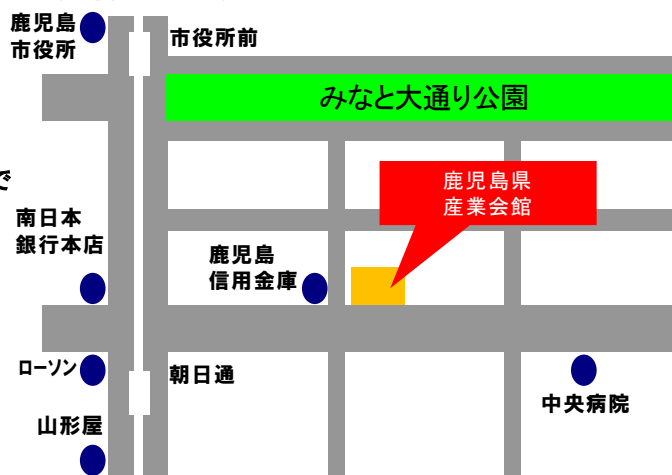 鹿児島
市役所
市役所前
みなと大通り公園
で
鹿児島県
産業会館
南日本
銀行本店
鹿児島
信用金庫
ローソン
朝日通
中央病院
山形屋